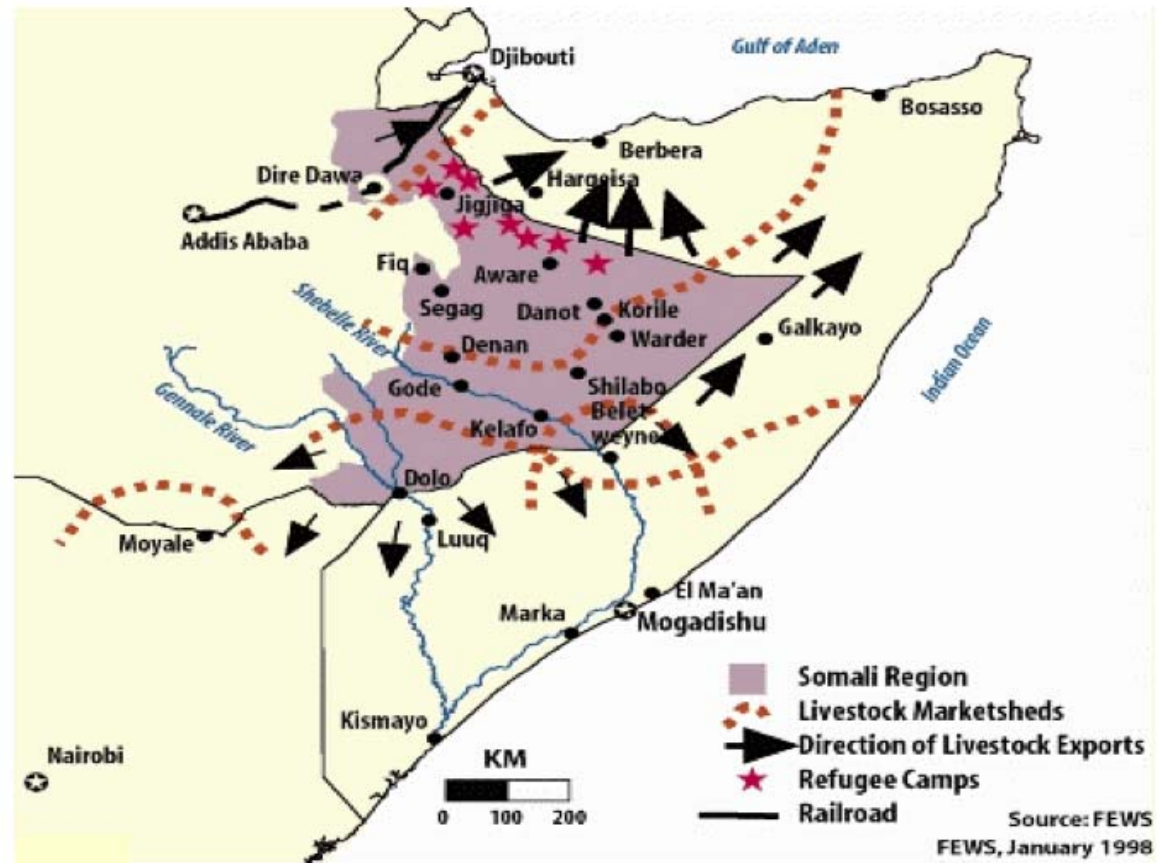 Gulf of Aden
Djibouti
Bosasso
Berbera
Dire Dawa
Hargeisa
Jigjiga
Addis Ababa
Fiq
Aware
Segag
Danot
Korile
Shebelle River
Warder
Galkayo
Denan
Indian Ocean
Gode
Shilabo
Gennale River
Kelafo
Belet
weyne
Dolo
Moyale
Luuq
El Ma'an
Marka
Mogadishu
Kismayo
Nairobi
KM
0 100 200
Somali Region
Livestock Marketsheds
Direction of Livestock Exports
Refugee Camps
Railroad
Source: FEWS
FEWS, January 1998